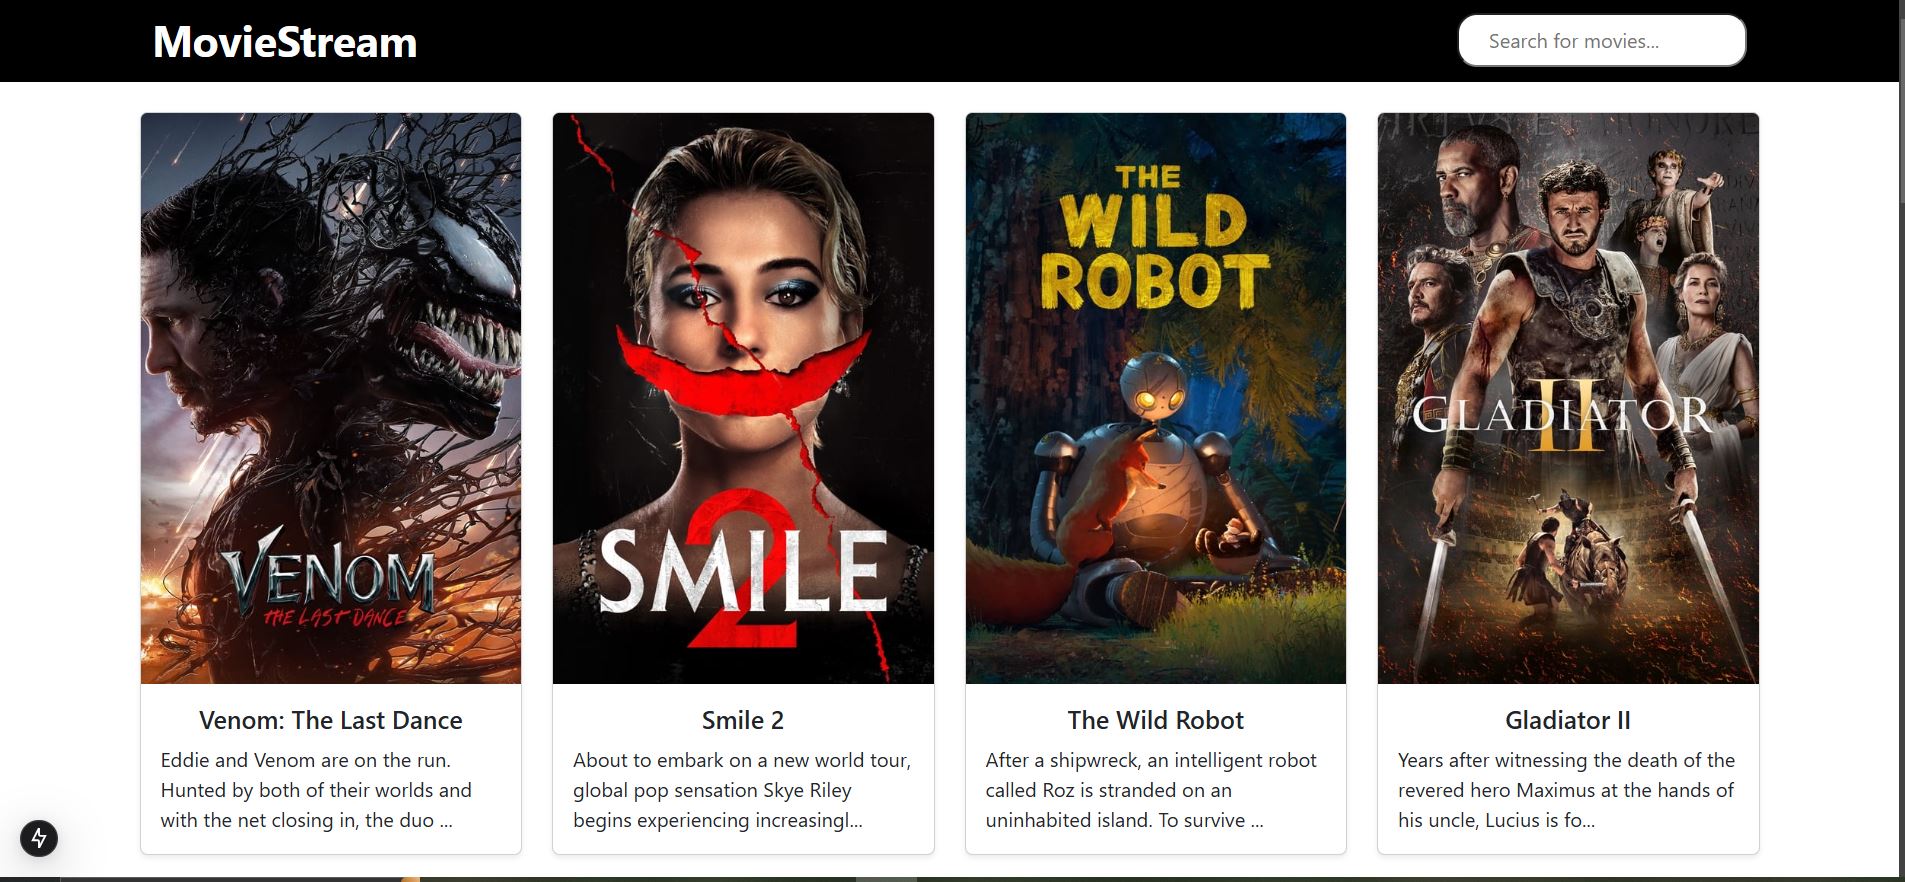 MovieStream
Search for movies...
VENOM
THE LAST DANCE
SMILE
2
THE
WILD
ROBOT
GLADIATOR
II
Venom: The Last Dance
Eddie and Venom are on the run.
Hunted by both of their worlds and
with the net closing in, the duo ...
Smile 2
About to embark on a new world tour,
global pop sensation Skye Riley
begins experiencing increasingl...
The Wild Robot
After a shipwreck, an intelligent robot
called Roz is stranded on an
uninhabited island. To survive ...
Gladiator II
Years after witnessing the death of the
revered hero Maximus at the hands of
his uncle, Lucius is fo...